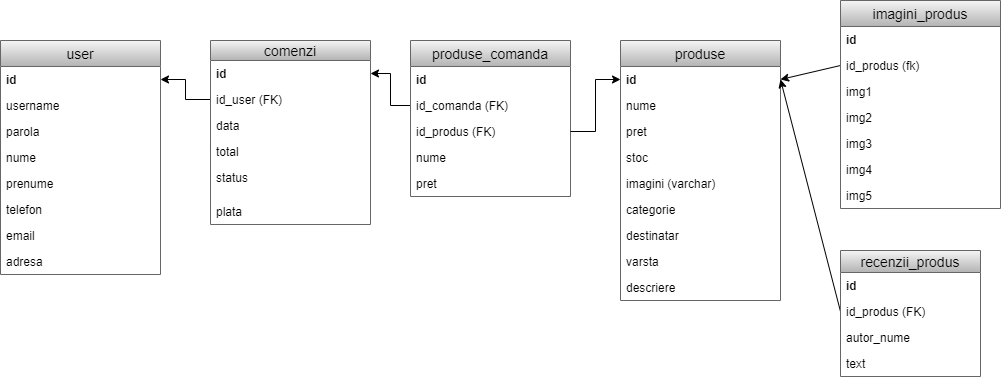 user
id
username
parola
nume
prenume
telefon
email
adresa
comenzi
id
id_user (FK)
data
total
status
plata
produse_comanda
id
id_comanda (FK)
id_produs (FK)
nume
pret
produse
id
nume
pret
stoc
imagini (varchar)
categorie
destinatar
varsta
descriere
imagini_produs
id
id_produs (fk)
img1
img2
img3
img4
img5
recenzii_produs
id
id_produs (FK)
autor_nume
text